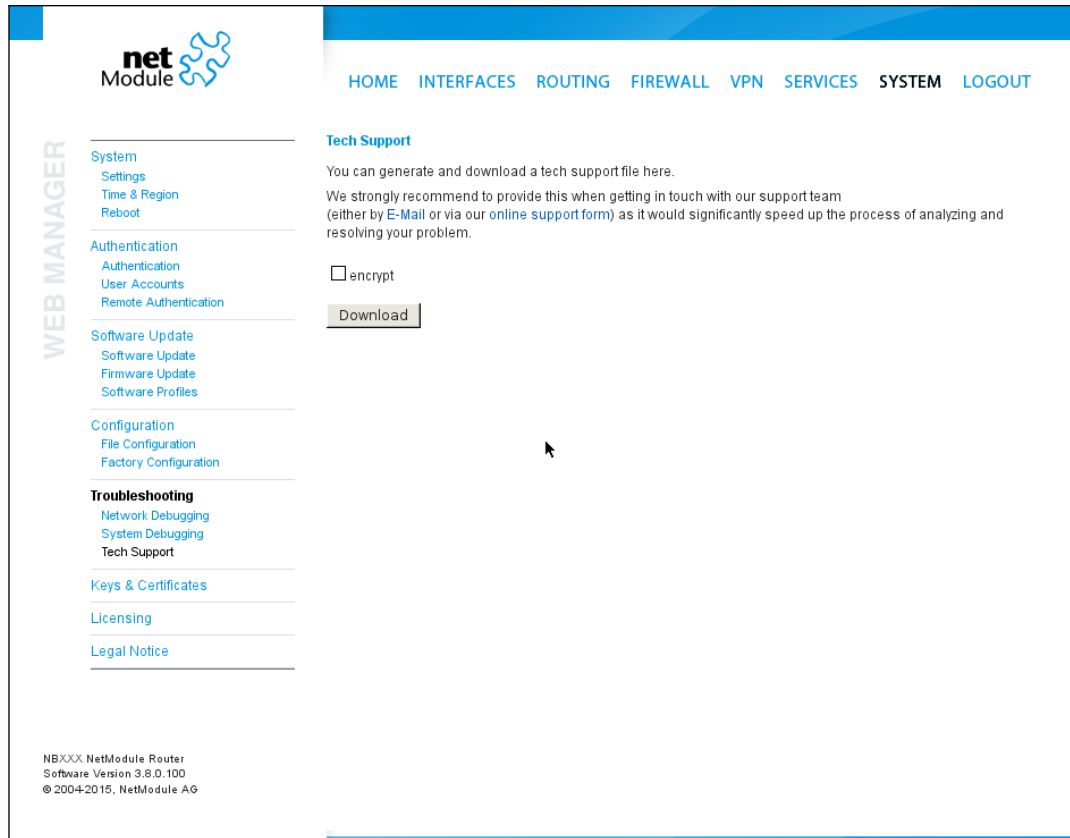 net
Module
HOME INTERFACES ROUTING FIREWALL VPN SERVICES SYSTEM LOGOUT
WEB MANAGER
System
Settings
Time & Region
Reboot
Authentication
Authentication
User Accounts
Remote Authentication
Software Update
Software Update
Firmware Update
Software Profiles
Configuration
File Configuration
Factory Configuration
Troubleshooting
Network Debugging
System Debugging
Tech Support
Keys & Certificates
Licensing
Legal Notice
Tech Support
You can generate and download a tech support file here.
We strongly recommend to provide this when getting in touch with our support team
(either by E-Mail or via our online support form) as it would significantly speed up the process of analyzing and
resolving your problem.
encrypt
Download
NBXXX NetModule Router
Software Version 3.8.0.100
© 2004-2015, NetModule AG